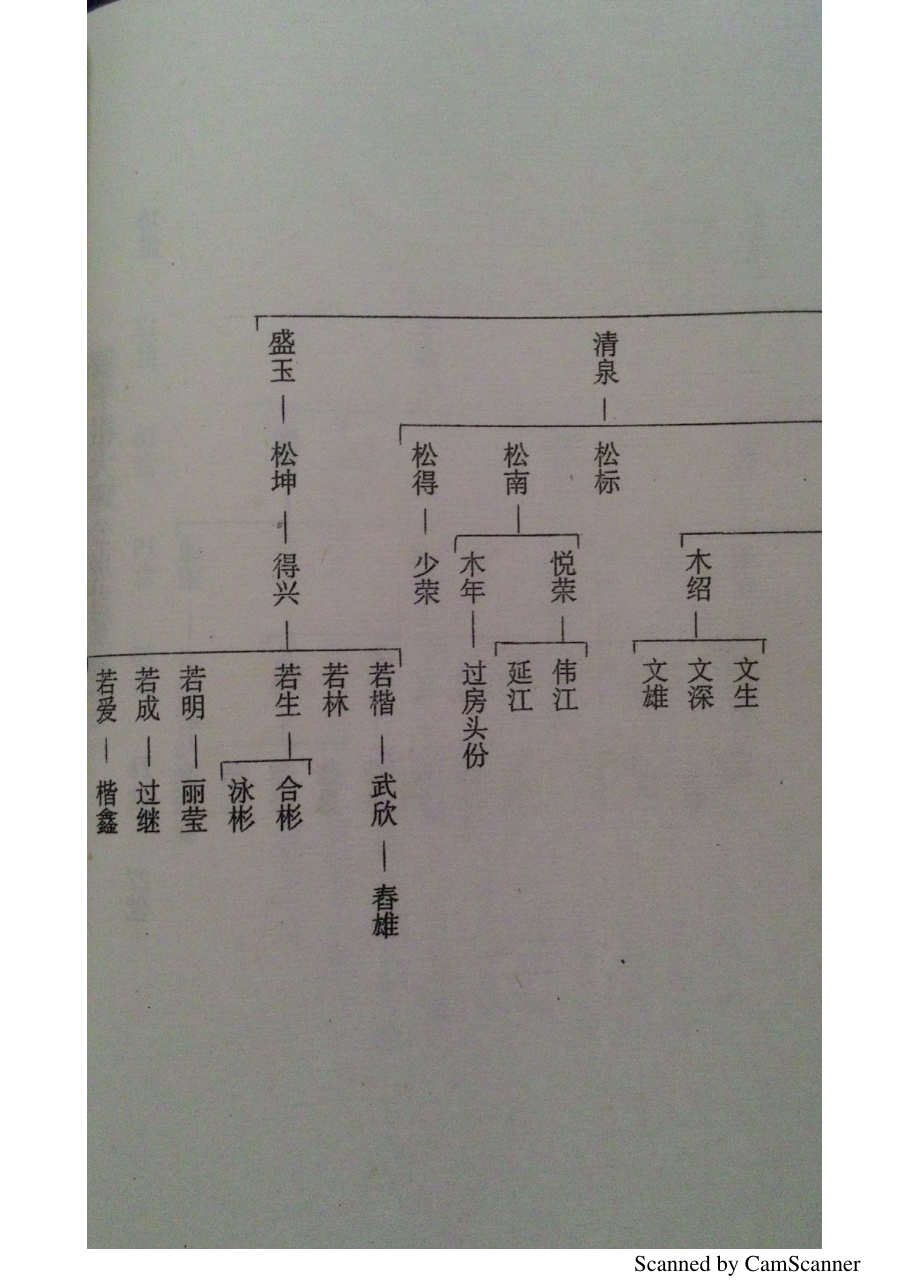 清泉
盛玉
松标
松南
松得
松坤
木绍
悦荣
木年
少荣
得兴
文生
文深
文雄
伟江
延江
过房头份
若楷
若林
若生
若明
若成
若爱
武欣
合彬
泳彬
丽莹
过继
楷鑫
春雄
Scanned by CamScanner